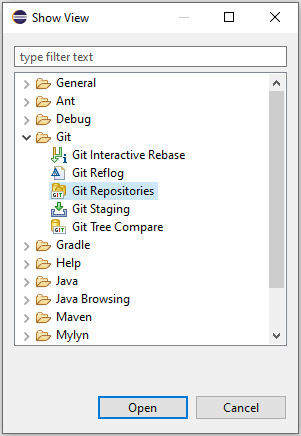 Show View
type filter text
General
Ant
Debug
Git
Git Interactive Rebase
Git Reflog
Git Repositories
Git Staging
Git Tree Compare
Gradle
Help
Java
Java Browsing
Maven
Mylyn
Open
Cancel